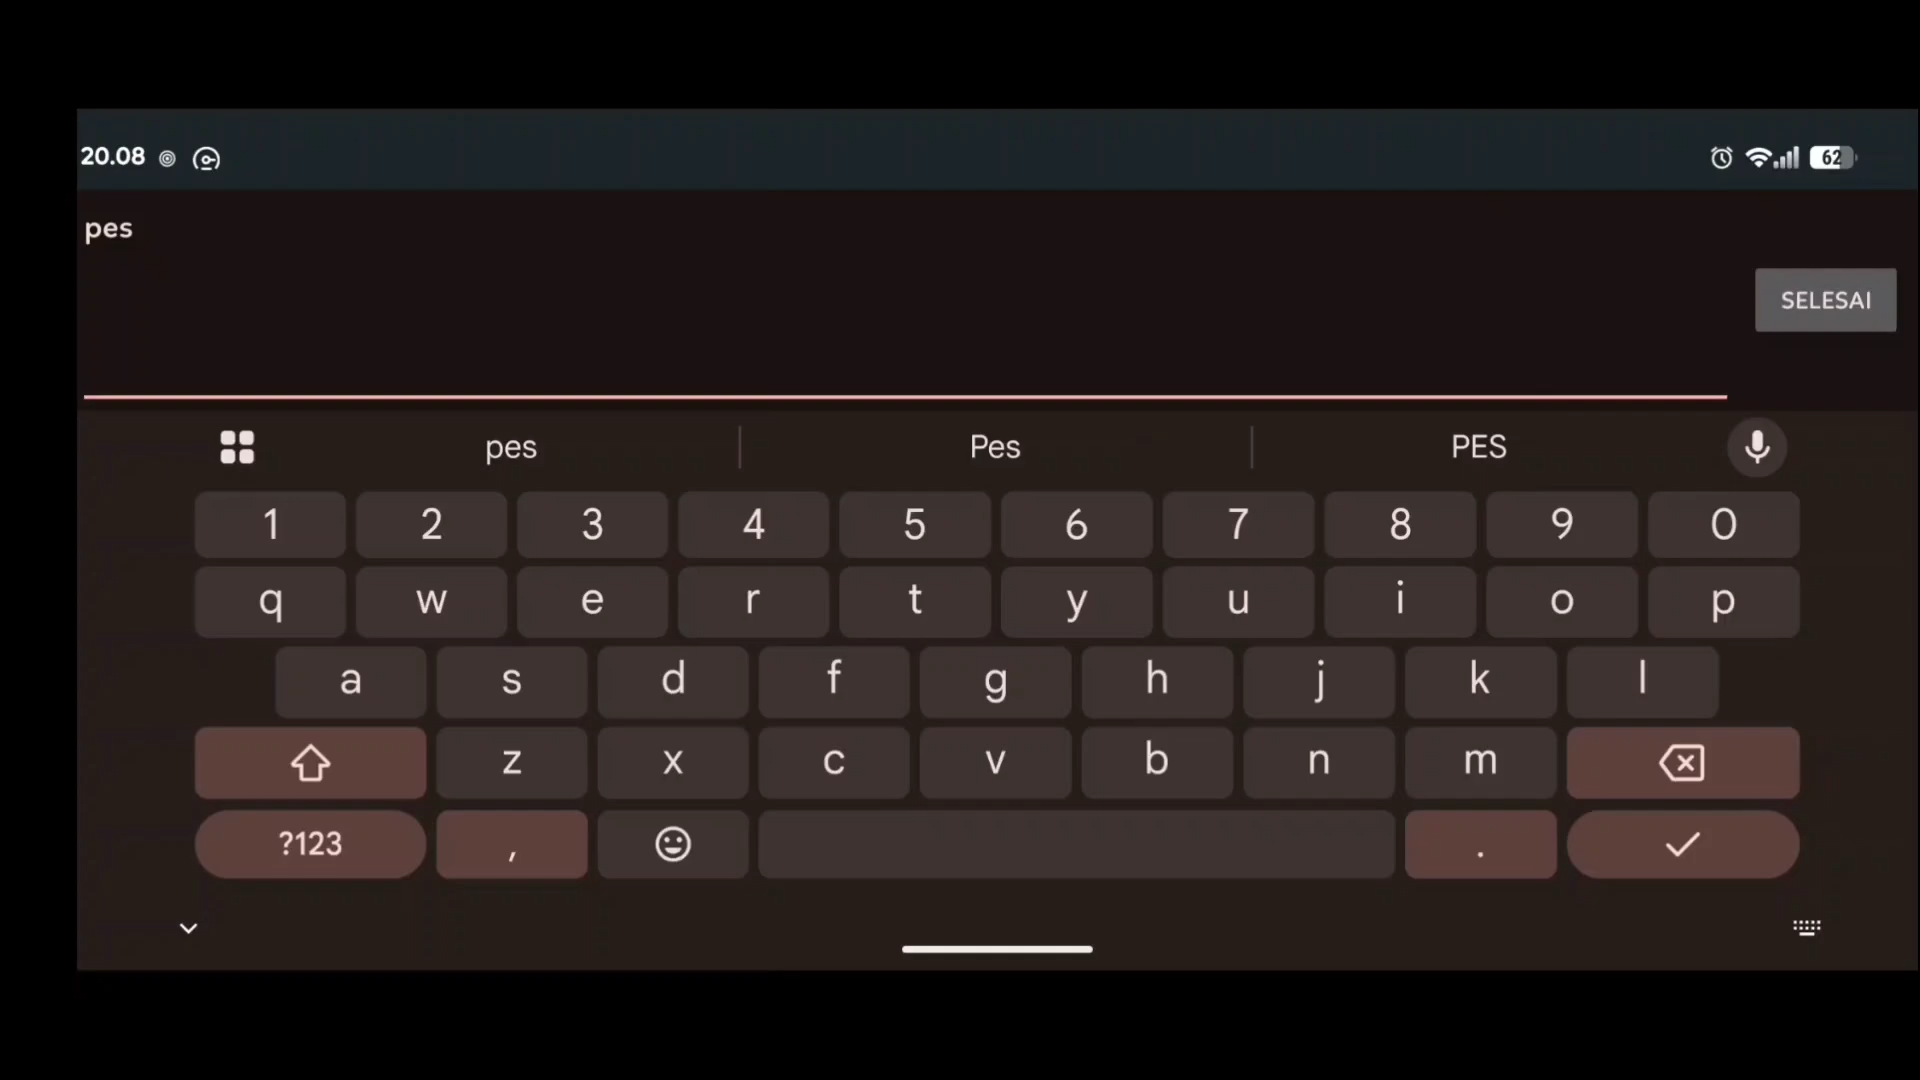 20.08 62
pes
SELESAI
pes Pes PES
1 2 3 4 5 6 7 8 9 0
q w e r t y u i o p
a s d f g h j k l
z x c v b n m
?123 , .